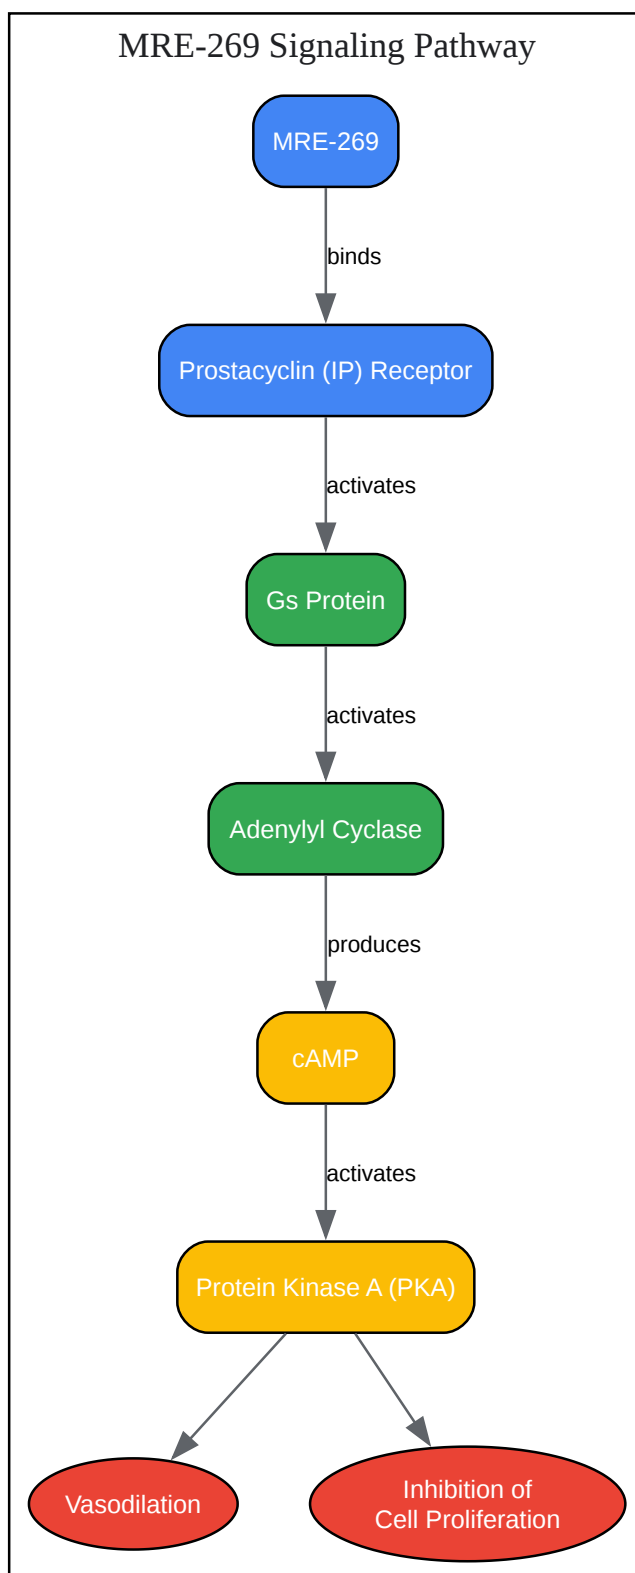 MRE-269 Signaling Pathway
MRE-269
binds
Prostacyclin (IP) Receptor
activates
Gs Protein
activates
Adenylyl Cyclase
produces
cAMP
activates
Protein Kinase A (PKA)
Vasodilation
Inhibition of
Cell Proliferation